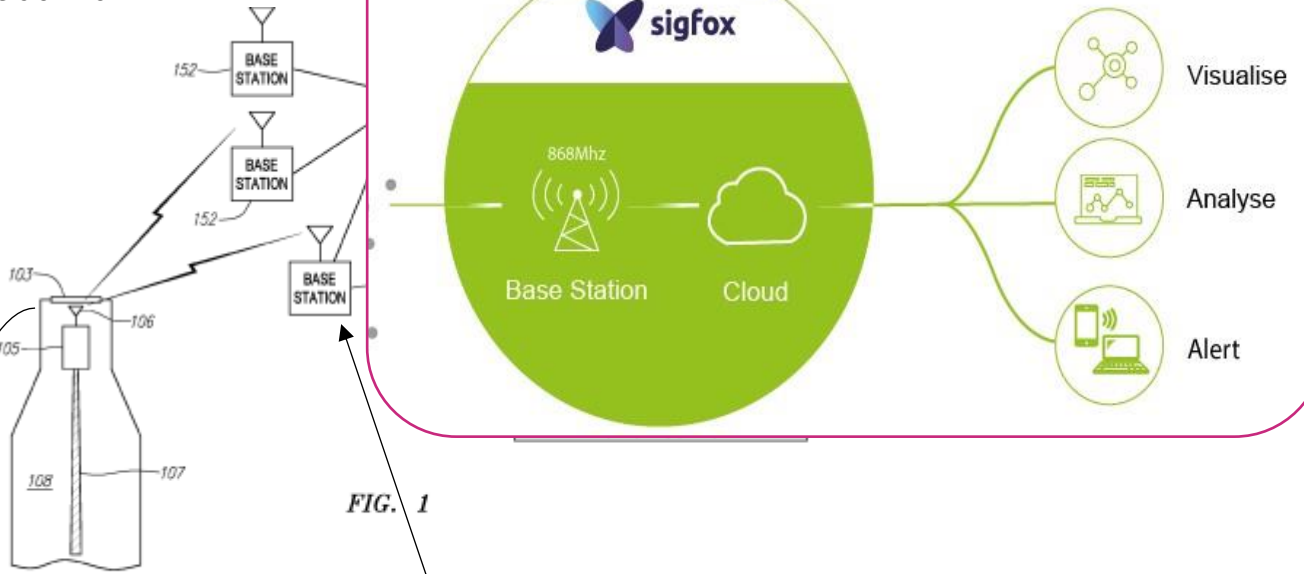 sigfox
BASE
STATION
152
BASE
STATION
152
BASE
STATION
103
106
105
107
108
FIG. 1
868Mhz
Base Station
Cloud
Visualise
Analyse
Alert